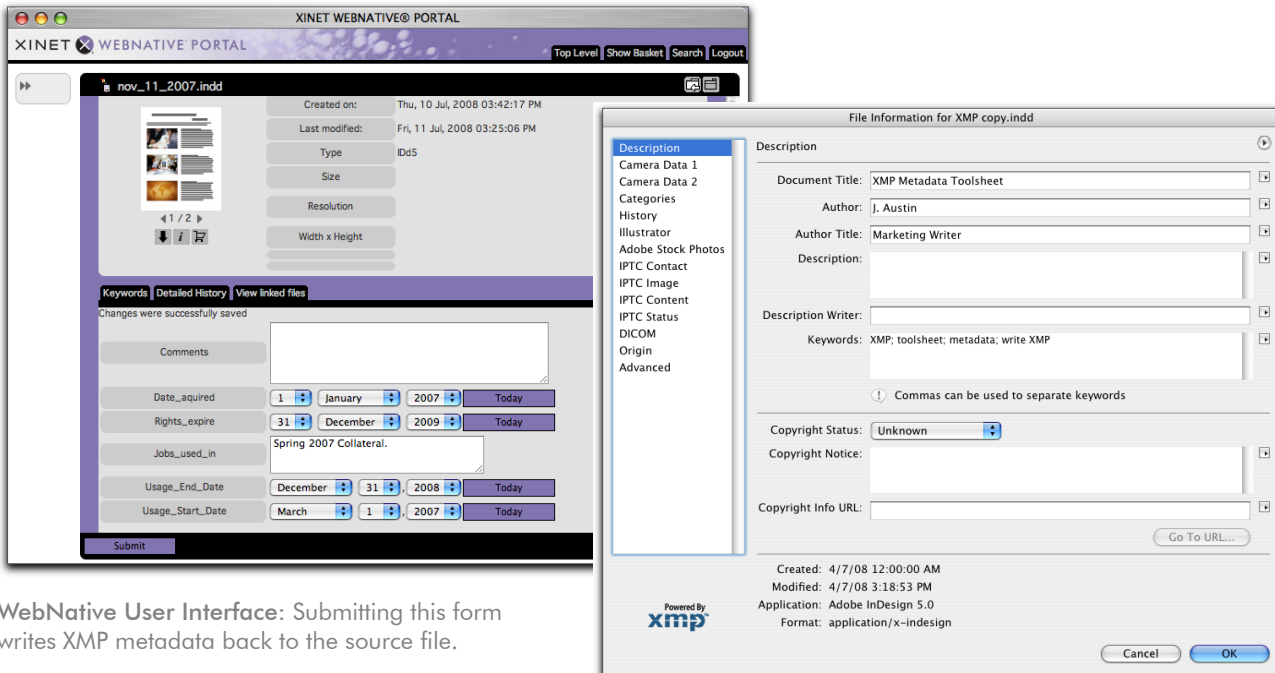 XINET WEBNATIVE® PORTAL
XINET WEBNATIVE PORTAL
Top Level Show Basket Search Logout
nov_11_2007.indd
Created on: Thu, 10 Jul, 2008 03:42:17 PM
Last modified: Fri, 11 Jul, 2008 03:25:06 PM
Type IDd5
Size
Resolution
Width x Height
1 / 2
Keywords Detailed History View linked files
Changes were successfully saved
Comments
Date_aquired 1 January 2007 Today
Rights_expire 31 December 2009 Today
Jobs_used_in Spring 2007 Collateral.
Usage_End_Date December 31 , 2008 Today
Usage_Start_Date March 1 , 2007 Today
Submit
WebNative User Interface: Submitting this form
writes XMP metadata back to the source file.
File Information for XMP copy.indd
Description
Camera Data 1
Camera Data 2
Categories
History
Illustrator
Adobe Stock Photos
IPTC Contact
IPTC Image
IPTC Content
IPTC Status
DICOM
Origin
Advanced
Powered By
xmp
Description
Document Title: XMP Metadata Toolsheet
Author: J. Austin
Author Title: Marketing Writer
Description:
Description Writer:
Keywords: XMP; toolsheet; metadata; write XMP
Commas can be used to separate keywords
Copyright Status: Unknown
Copyright Notice:
Copyright Info URL:
Go To URL...
Created: 4/7/08 12:00:00 AM
Modified: 4/7/08 3:18:53 PM
Application: Adobe InDesign 5.0
Format: application/x-indesign
Cancel OK